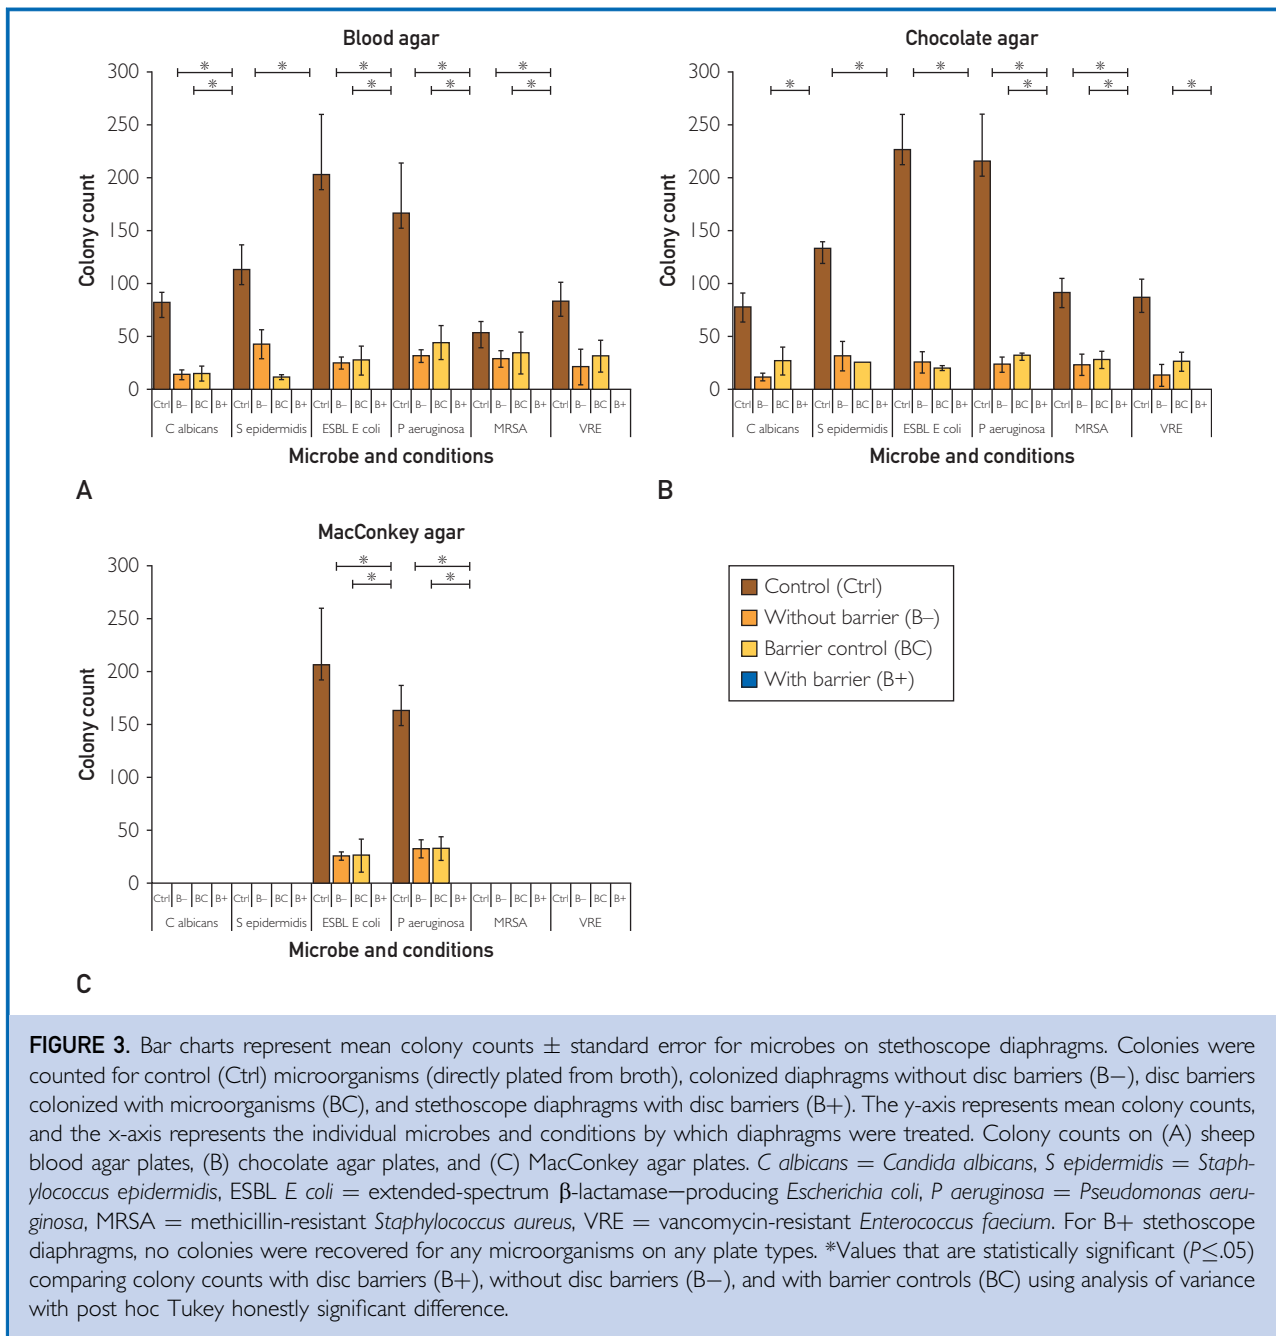 Blood agar
* * * * *
* * * *
300
250
200
150
100
50
0
Colony count
Ctrl B– BC B+ Ctrl B– BC B+ Ctrl B– BC B+ Ctrl B– BC B+ Ctrl B– BC B+ Ctrl B– BC B+
C albicans S epidermidis ESBL E coli P aeruginosa MRSA VRE
Microbe and conditions
A
Chocolate agar
* * * *
* * * *
300
250
200
150
100
50
0
Colony count
Ctrl B– BC B+ Ctrl B– BC B+ Ctrl B– BC B+ Ctrl B– BC B+ Ctrl B– BC B+ Ctrl B– BC B+
C albicans S epidermidis ESBL E coli P aeruginosa MRSA VRE
Microbe and conditions
B
MacConkey agar
* *
* *
300
250
200
150
100
50
0
Colony count
Ctrl B– BC B+ Ctrl B– BC B+ Ctrl B– BC B+ Ctrl B– BC B+ Ctrl B– BC B+ Ctrl B– BC B+
C albicans S epidermidis ESBL E coli P aeruginosa MRSA VRE
Microbe and conditions
C
Control (Ctrl)
Without barrier (B–)
Barrier control (BC)
With barrier (B+)
FIGURE 3. Bar charts represent mean colony counts ± standard error for microbes on stethoscope diaphragms. Colonies were
counted for control (Ctrl) microorganisms (directly plated from broth), colonized diaphragms without disc barriers (B−), disc barriers
colonized with microorganisms (BC), and stethoscope diaphragms with disc barriers (B+). The y-axis represents mean colony counts,
and the x-axis represents the individual microbes and conditions by which diaphragms were treated. Colony counts on (A) sheep
blood agar plates, (B) chocolate agar plates, and (C) MacConkey agar plates. C albicans = Candida albicans, S epidermidis = Staph-
ylococcus epidermidis, ESBL E coli = extended-spectrum β-lactamase−producing Escherichia coli, P aeruginosa = Pseudomonas aeru-
ginosa, MRSA = methicillin-resistant Staphylococcus aureus, VRE = vancomycin-resistant Enterococcus faecium. For B+ stethoscope
diaphragms, no colonies were recovered for any microorganisms on any plate types. *Values that are statistically significant (P≤.05)
comparing colony counts with disc barriers (B+), without disc barriers (B−), and with barrier controls (BC) using analysis of variance
with post hoc Tukey honestly significant difference.